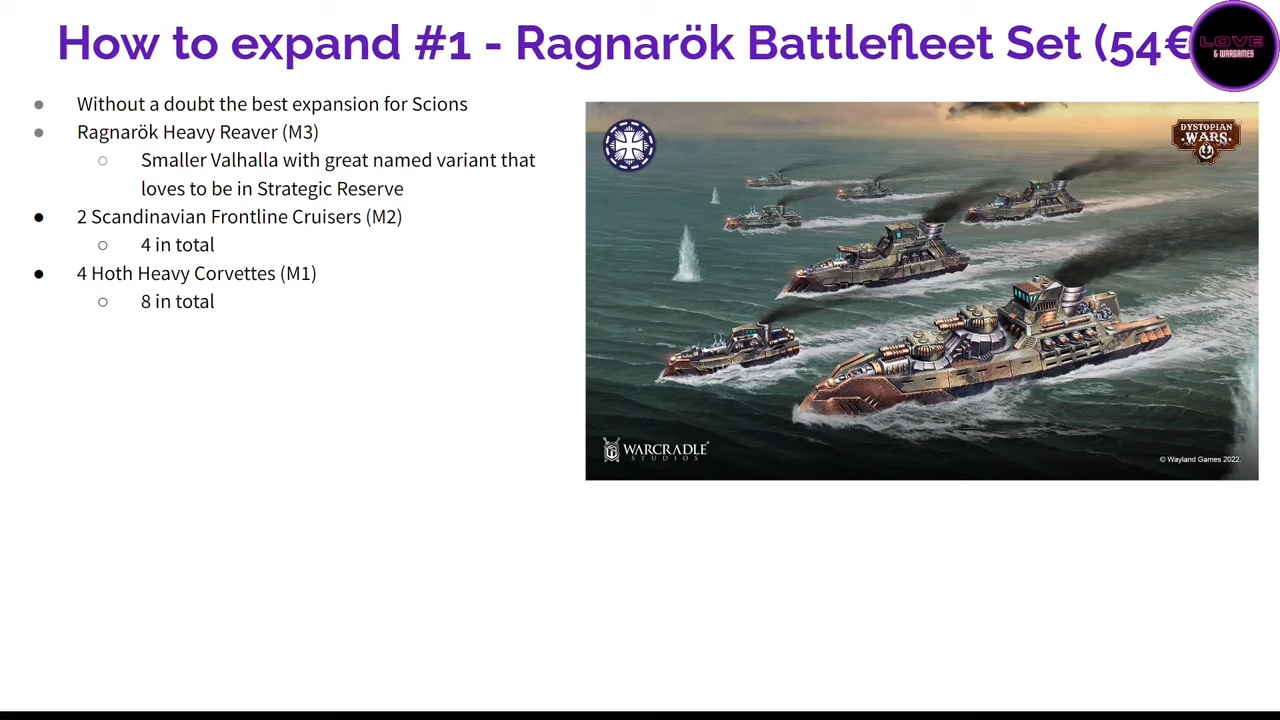 How to expand #1 - Ragnarök Battlefleet Set (54€
LOVE
& WARGAMES
Without a doubt the best expansion for Scions
Ragnarök Heavy Reaver (M3)
Smaller Valhalla with great named variant that
loves to be in Strategic Reserve
2 Scandinavian Frontline Cruisers (M2)
4 in total
4 Hoth Heavy Corvettes (M1)
8 in total
DYSTOPIAN
WARS
WARCRADLE
STUDIOS
© Wayland Games 2022.